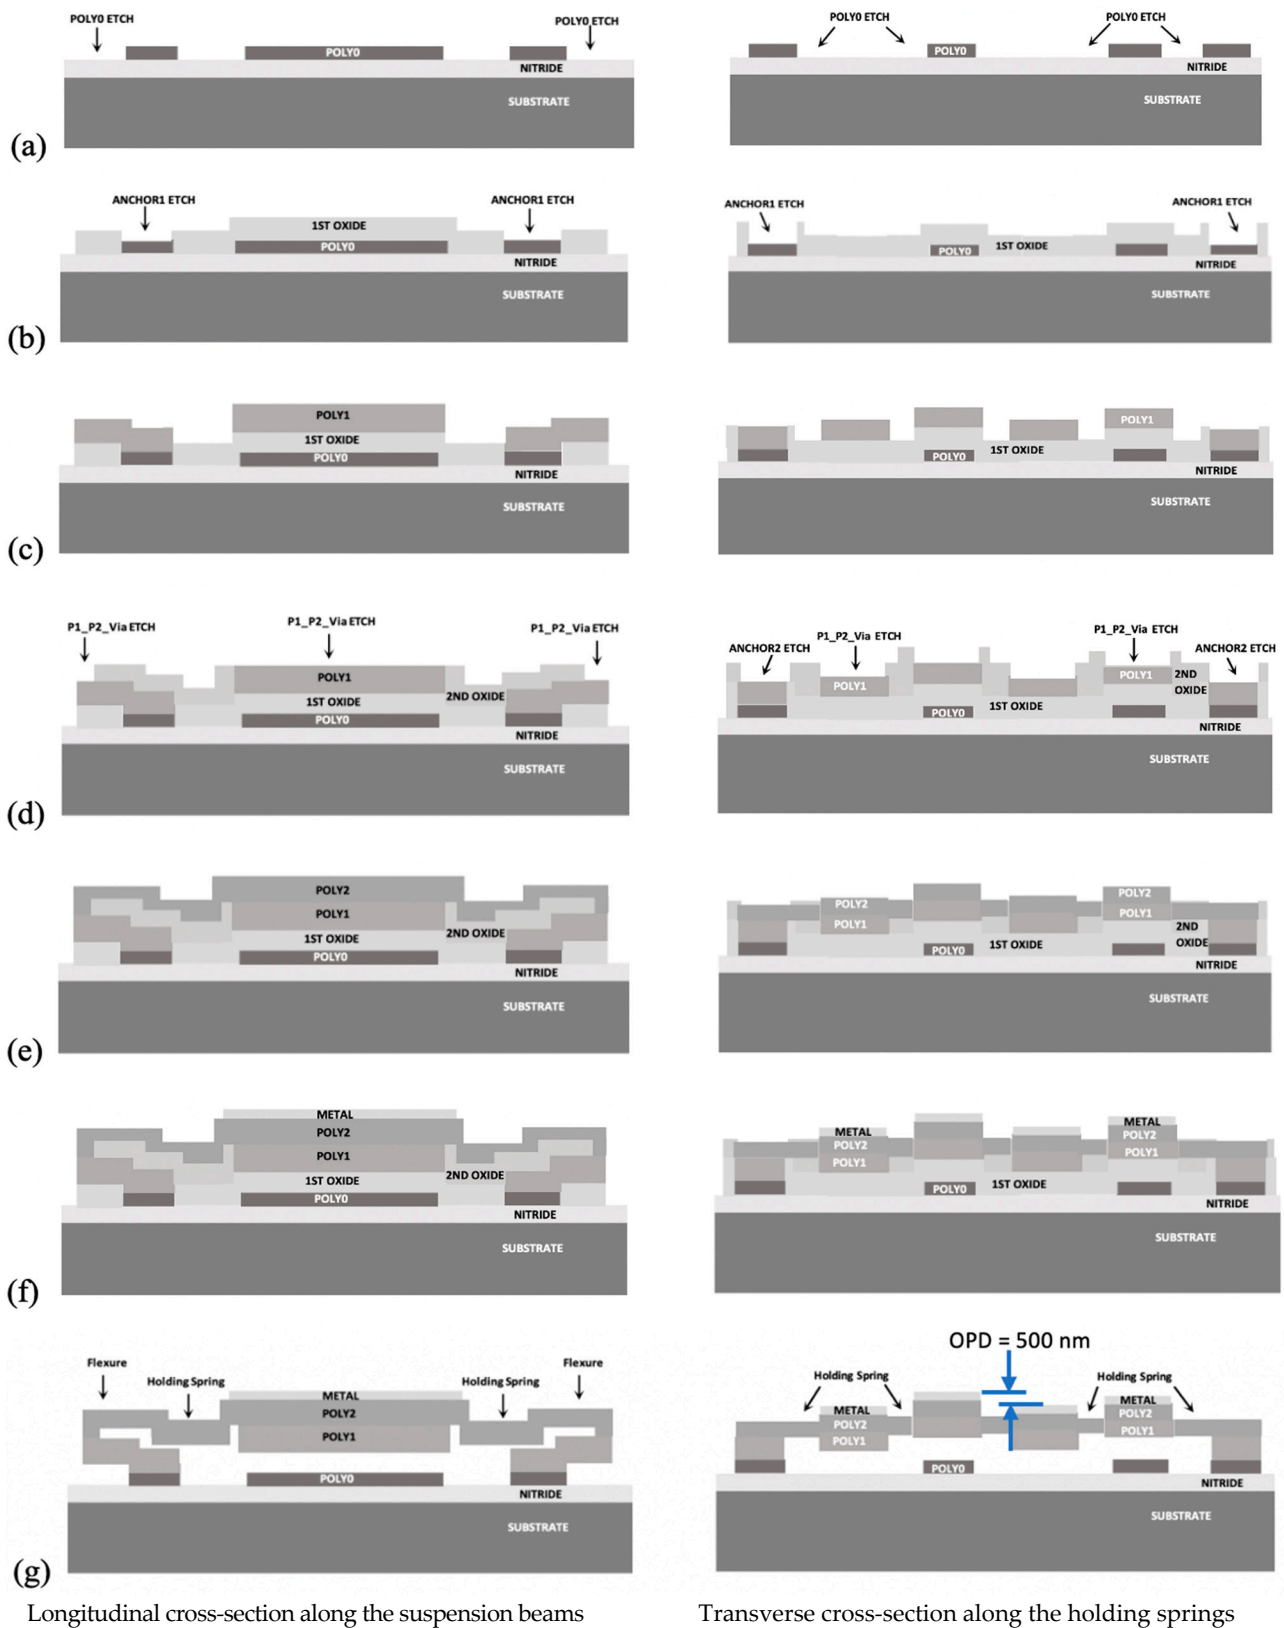 POLY0 ETCH
POLY0 ETCH
POLY0
NITRIDE
SUBSTRATE
POLY0 ETCH
POLY0 ETCH
POLY0
NITRIDE
SUBSTRATE
(a)
ANCHOR1 ETCH
ANCHOR1 ETCH
1ST OXIDE
POLY0
NITRIDE
SUBSTRATE
ANCHOR1 ETCH
ANCHOR1 ETCH
1ST OXIDE
POLY0
NITRIDE
SUBSTRATE
(b)
POLY1
1ST OXIDE
POLY0
NITRIDE
SUBSTRATE
POLY1
1ST OXIDE
POLY0
NITRIDE
SUBSTRATE
(c)
P1_P2_Via ETCH
P1_P2_Via ETCH
P1_P2_Via ETCH
POLY1
2ND OXIDE
1ST OXIDE
POLY0
NITRIDE
SUBSTRATE
ANCHOR2 ETCH
P1_P2_Via ETCH
P1_P2_Via ETCH
ANCHOR2 ETCH
POLY1
POLY1
2ND
OXIDE
1ST OXIDE
POLY0
NITRIDE
SUBSTRATE
(d)
POLY2
POLY1
2ND OXIDE
1ST OXIDE
POLY0
NITRIDE
SUBSTRATE
POLY2
POLY2
POLY1
POLY1
2ND
OXIDE
1ST OXIDE
POLY0
NITRIDE
SUBSTRATE
(e)
METAL
POLY2
POLY1
2ND OXIDE
1ST OXIDE
POLY0
NITRIDE
SUBSTRATE
METAL
METAL
POLY2
POLY2
POLY1
POLY1
1ST OXIDE
POLY0
NITRIDE
SUBSTRATE
(f)
Flexure
Flexure
Holding Spring
Holding Spring
METAL
POLY2
POLY1
POLY0
NITRIDE
SUBSTRATE
OPD = 500 nm
Holding Spring
Holding Spring
METAL
METAL
POLY2
POLY2
POLY1
POLY1
POLY0
NITRIDE
SUBSTRATE
(g)
Longitudinal cross-section along the suspension beams
Transverse cross-section along the holding springs